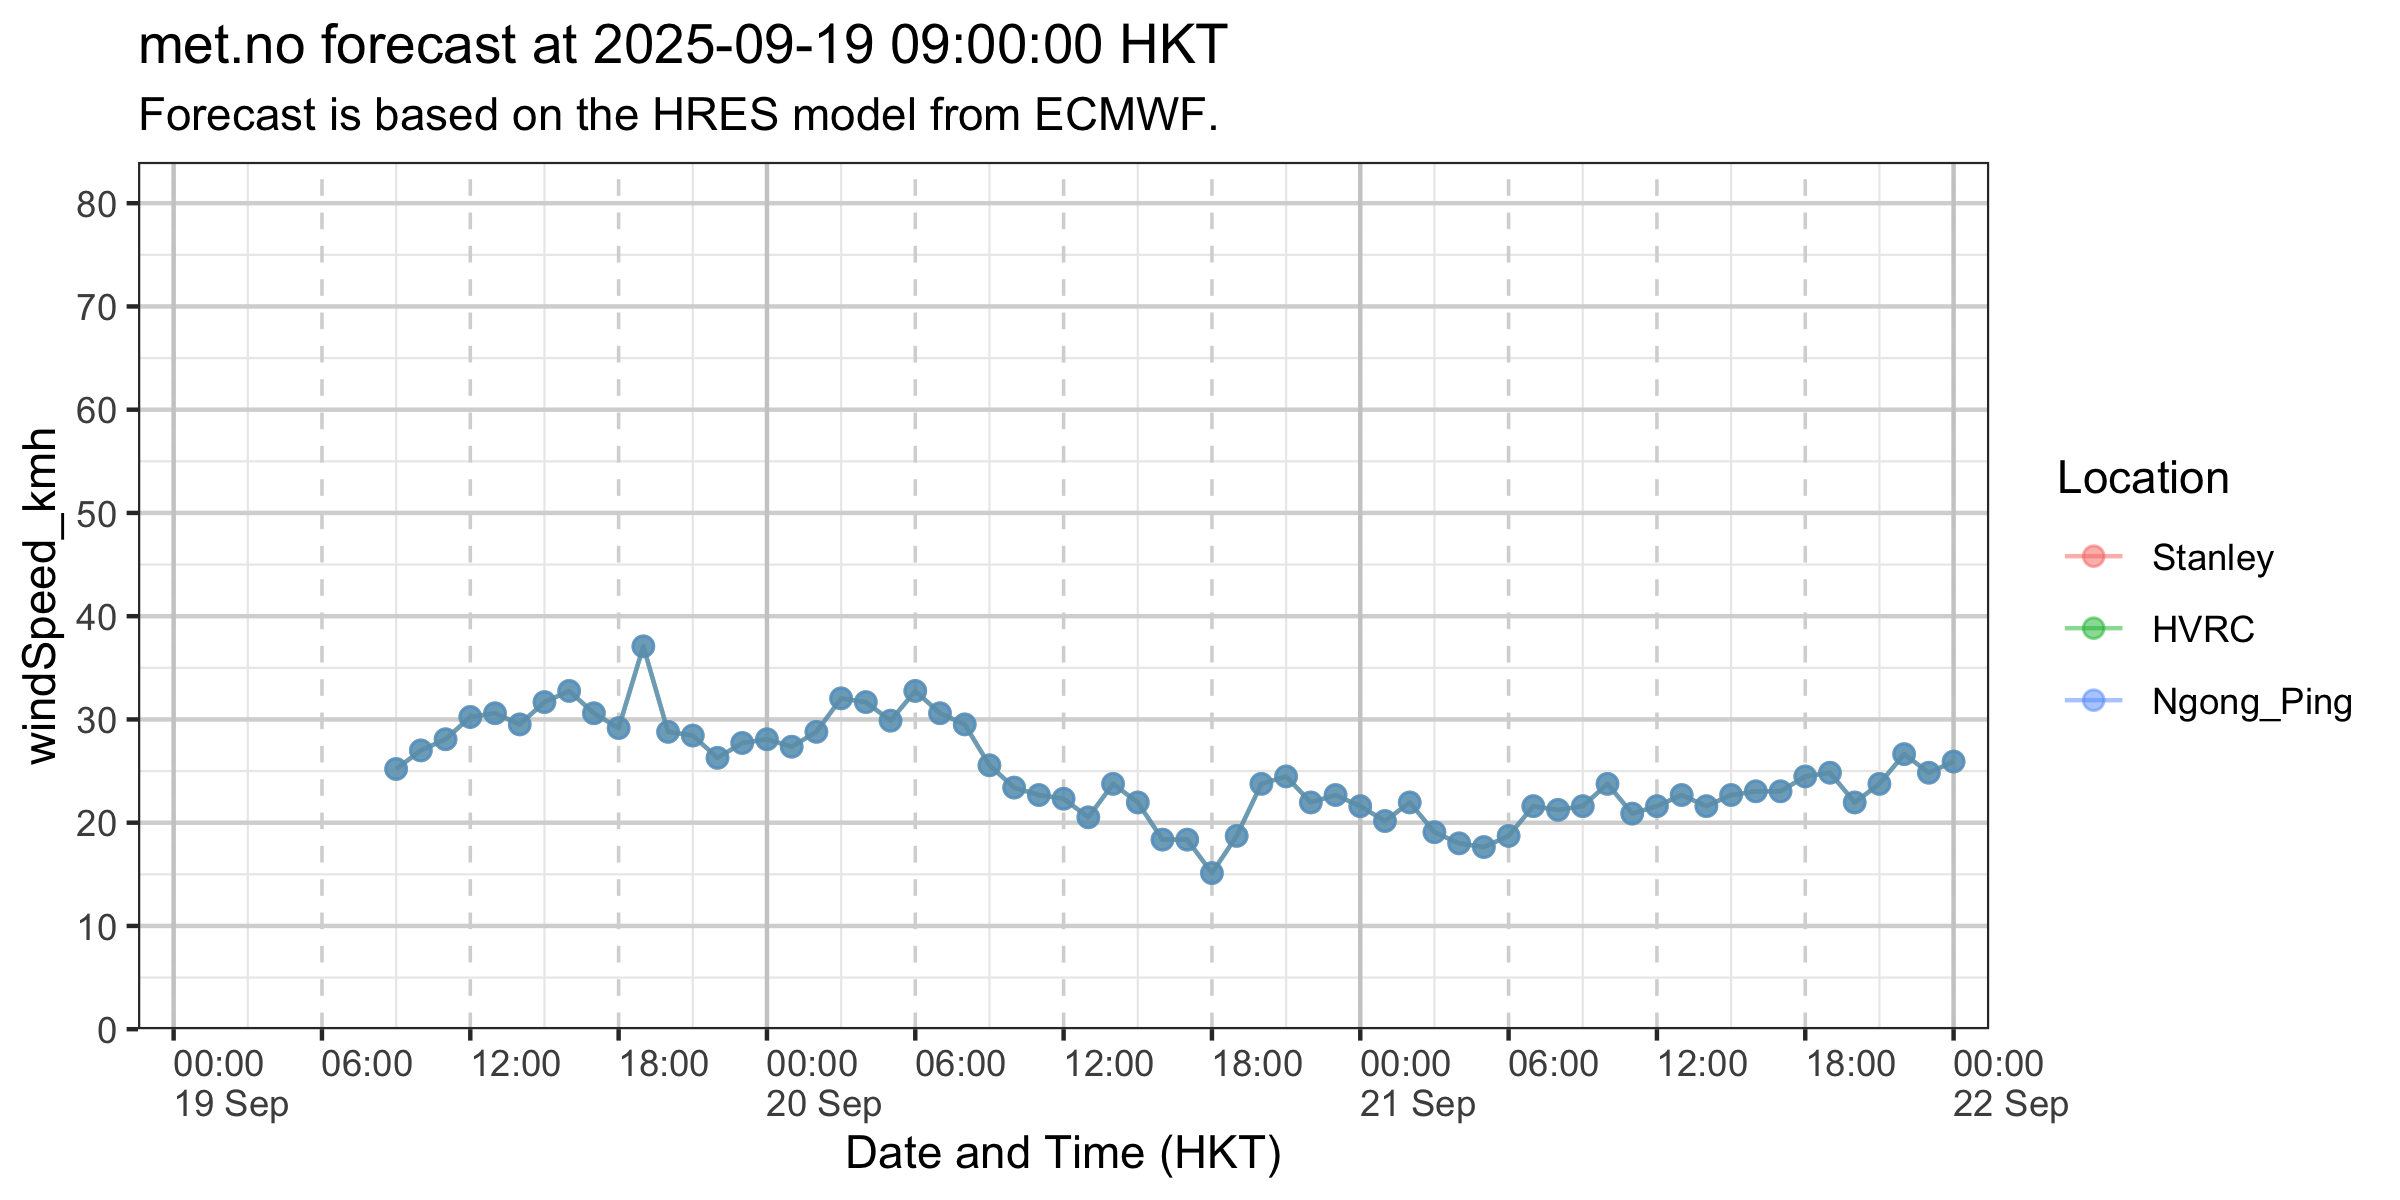 met.no forecast at 2025-09-19 09:00:00 HKT
Forecast is based on the HRES model from ECMWF.
windSpeed_kmh
80
70
60
50
40
30
20
10
0
00:00 06:00 12:00 18:00 00:00 06:00 12:00 18:00 00:00 06:00 12:00 18:00 00:00
19 Sep 20 Sep 21 Sep 22 Sep
Date and Time (HKT)
Location
Stanley
HVRC
Ngong_Ping